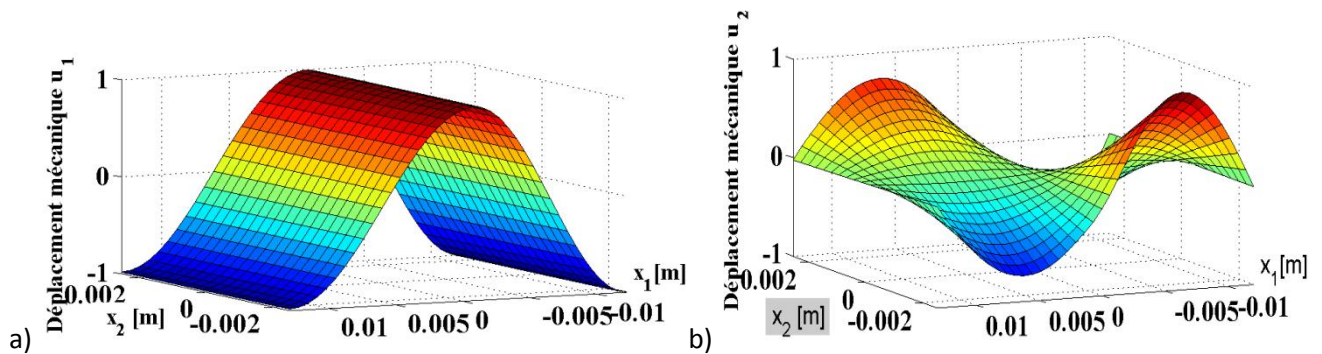 Déplacement mécanique u1
1
0
-1
0.002
0
-0.002
x2 [m]
0.01
0.005
0
-0.005
-0.01
x1[m]
a)
Déplacement mécanique u2
1
0
-1
0.002
0
-0.002
x2 [m]
0.01
0.005
0
-0.005
-0.01
x1[m]
b)